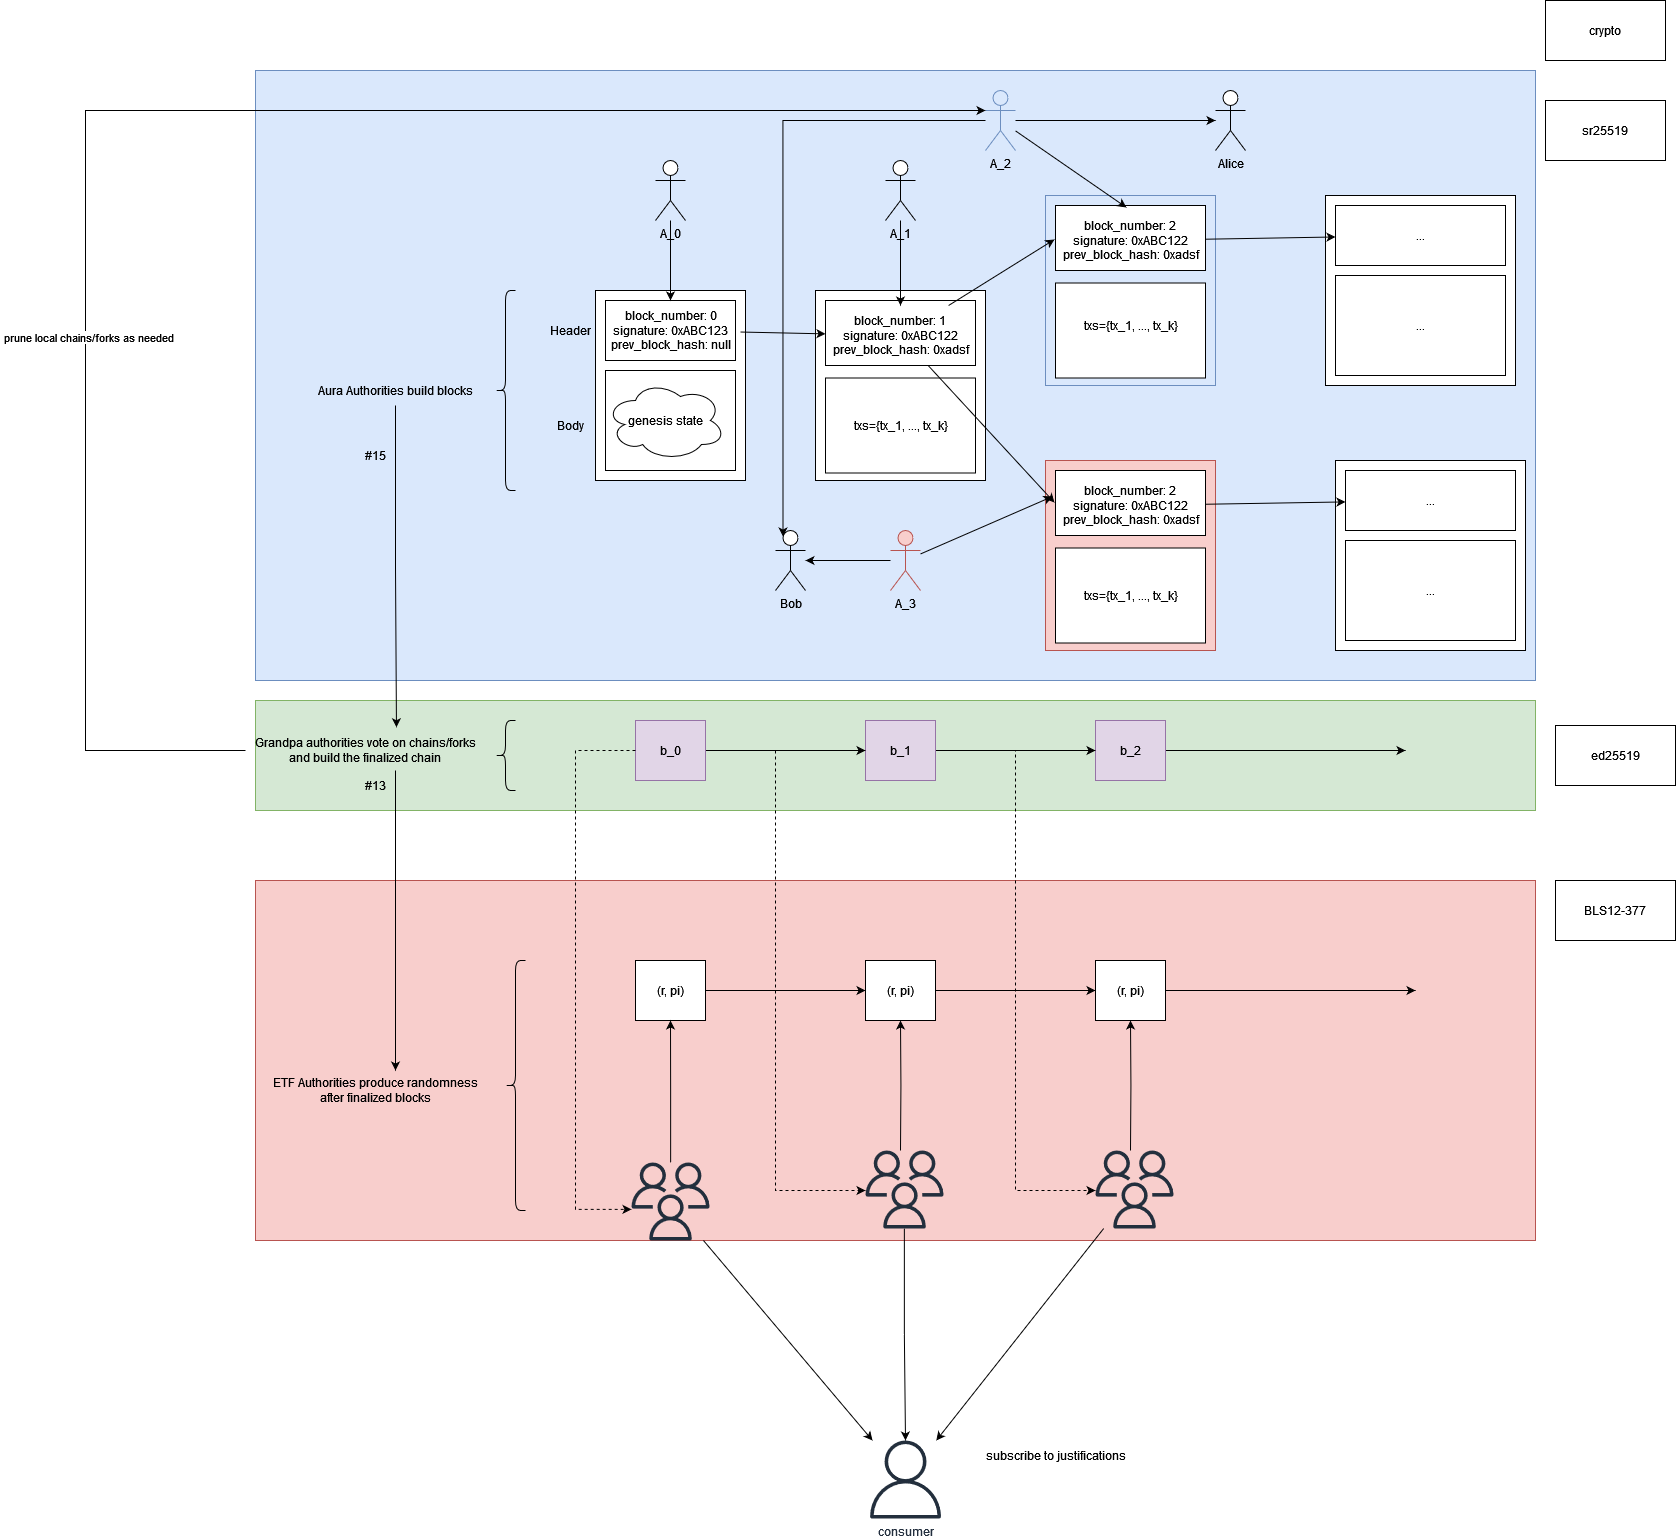 crypto
sr25519
A_2
Alice
A_0
A_1
block_number: 2
signature: 0xABC122
prev_block_hash: 0xadsf
...
block_number: 0
signature: 0xABC123
prev_block_hash: null
Header
block_number: 1
signature: 0xABC122
prev_block_hash: 0xadsf
txs={tx_1, ..., tx_k}
...
prune local chains/forks as needed
Aura Authorities build blocks
Body
genesis state
txs={tx_1, ..., tx_k}
#15
block_number: 2
signature: 0xABC122
prev_block_hash: 0xadsf
...
Bob
A_3
txs={tx_1, ..., tx_k}
...
Grandpa authorities vote on chains/forks
and build the finalized chain
b_0
b_1
b_2
ed25519
#13
BLS12-377
(r, pi)
(r, pi)
(r, pi)
ETF Authorities produce randomness
after finalized blocks
subscribe to justifications
consumer